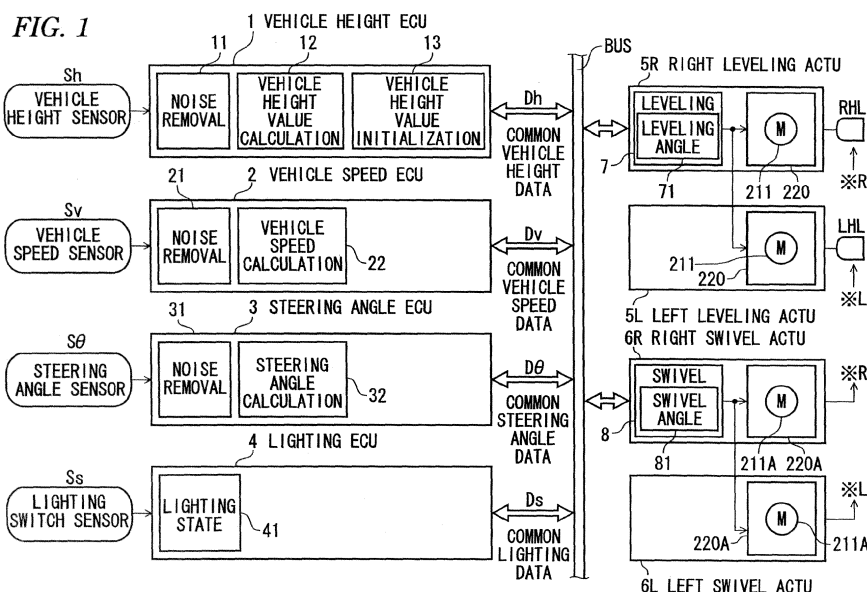 FIG. 1
1 VEHICLE HEIGHT ECU
11
12
13
Sh
VEHICLE
HEIGHT SENSOR
NOISE
REMOVAL
VEHICLE
HEIGHT
VALUE
CALCULATION
VEHICLE
HEIGHT
VALUE
INITIALIZATION
Dh
COMMON
VEHICLE
HEIGHT
DATA
BUS
21
2 VEHICLE SPEED ECU
Sv
VEHICLE
SPEED SENSOR
NOISE
REMOVAL
VEHICLE
SPEED
CALCULATION
22
Dv
COMMON
VEHICLE
SPEED
DATA
31
3 STEERING ANGLE ECU
Sθ
STEERING
ANGLE SENSOR
NOISE
REMOVAL
STEERING
ANGLE
CALCULATION
32
Dθ
COMMON
STEERING
ANGLE
DATA
4 LIGHTING ECU
Ss
LIGHTING
SWITCH SENSOR
LIGHTING
STATE
41
Ds
COMMON
LIGHTING
DATA
5R RIGHT LEVELING ACTU
LEVELING
LEVELING
ANGLE
7
71
M
211
220
RHL
※R
M
211
220
LHL
※L
5L LEFT LEVELING ACTU
6R RIGHT SWIVEL ACTU
SWIVEL
SWIVEL
ANGLE
8
81
M
211A
220A
※R
M
220A
211A
※L
6L LEFT SWIVEL ACTU